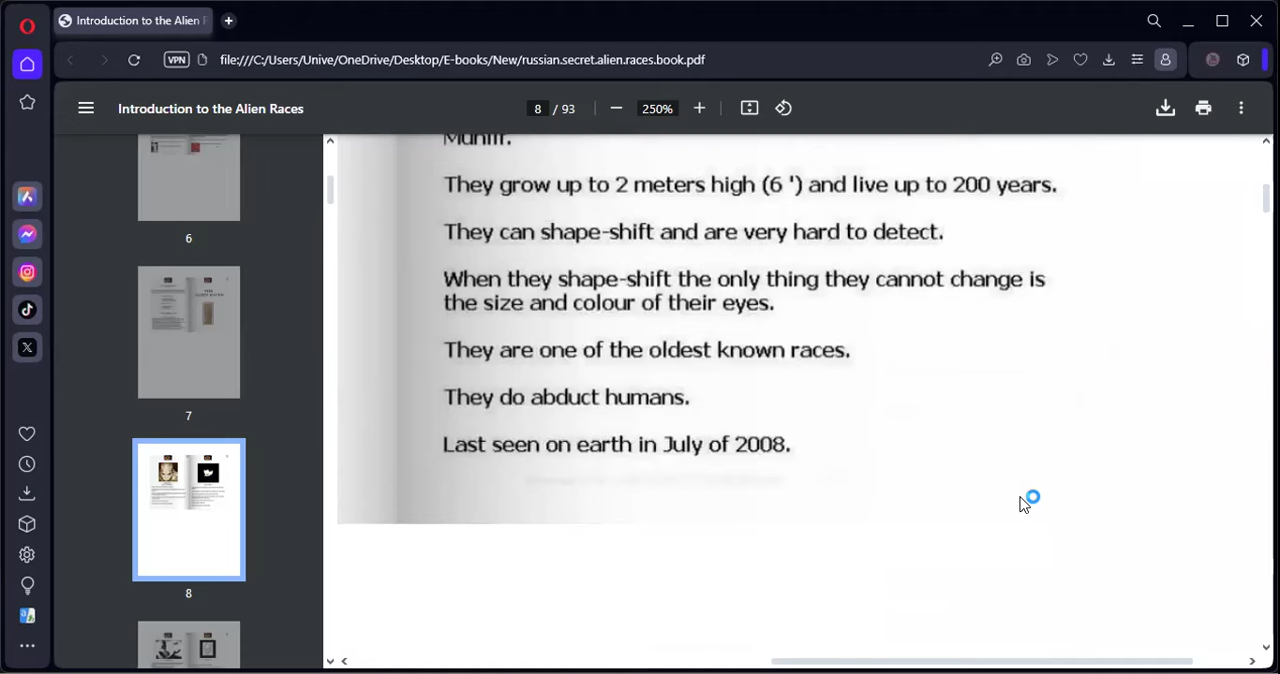 Introduction to the Alien R
VPN
file:///C:/Users/Unive/OneDrive/Desktop/E-books/New/russian.secret.alien.races.book.pdf
Introduction to the Alien Races
8 / 93
250%
They grow up to 2 meters high (6 ') and live up to 200 years.
They can shape-shift and are very hard to detect.
When they shape-shift the only thing they cannot change is
the size and colour of their eyes.
They are one of the oldest known races.
They do abduct humans.
Last seen on earth in July of 2008.
6
7
8